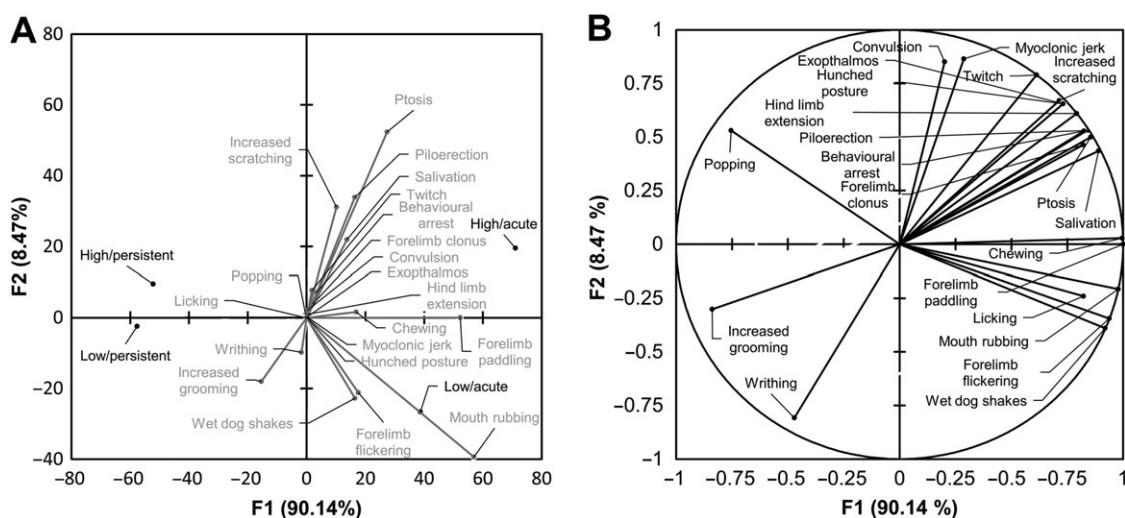 A
80
60
40
20
0
−20
−40
−80
−60
−40
−20
0
20
40
60
80
F2 (8.47%)
F1 (90.14%)
Ptosis
Increased
scratching
Piloerection
Salivation
Twitch
Behavioural
arrest
High/acute
Forelimb clonus
Convulsion
Exopthalmos
High/persistent
Popping
Licking
Hind limb
extension
Chewing
Low/persistent
Writhing
Myoclonic jerk
Hunched posture
Forelimb
paddling
Increased
grooming
Low/acute
Wet dog shakes
Mouth rubbing
Forelimb
flickering
B
1
0.75
0.5
0.25
0
−0.25
−0.5
−0.75
−1
−1
−0.75
−0.5
−0.25
0
−0.25
−0.5
−0.75
1
F2 (8.47 %)
F1 (90.14 %)
Convulsion
Myoclonic jerk
Exopthalmos
Increased
scratching
Hunched
posture
Twitch
Hind limb
extension
Piloerection
Popping
Behavioural
arrest
Forelimb
clonus
Ptosis
Salivation
Chewing
Forelimb
paddling
Licking
Increased
grooming
Mouth rubbing
Writhing
Forelimb
flickering
Wet dog shakes